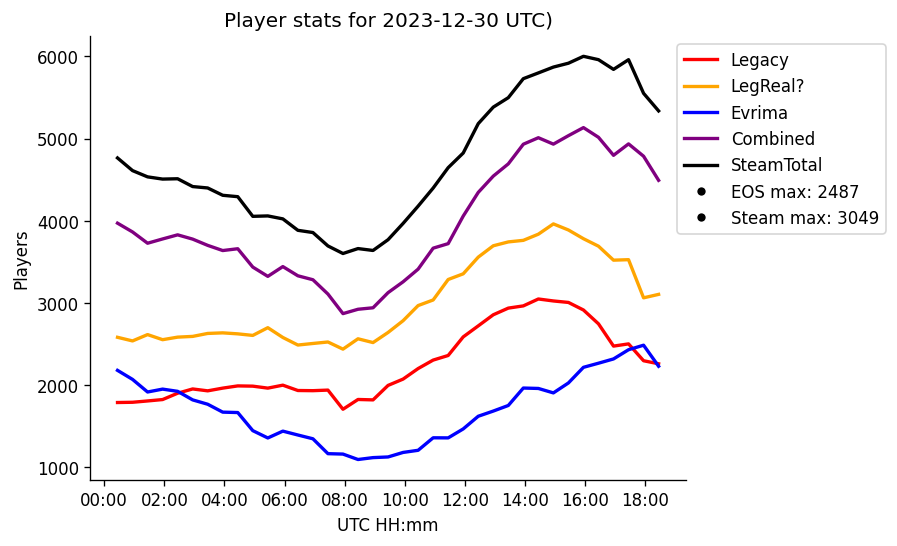 Player stats for 2023-12-30 UTC)
Players
6000
5000
4000
3000
2000
1000
00:00 02:00 04:00 06:00 08:00 10:00 12:00 14:00 16:00 18:00
UTC HH:mm
Legacy
LegReal?
Evrima
Combined
SteamTotal
EOS max: 2487
Steam max: 3049